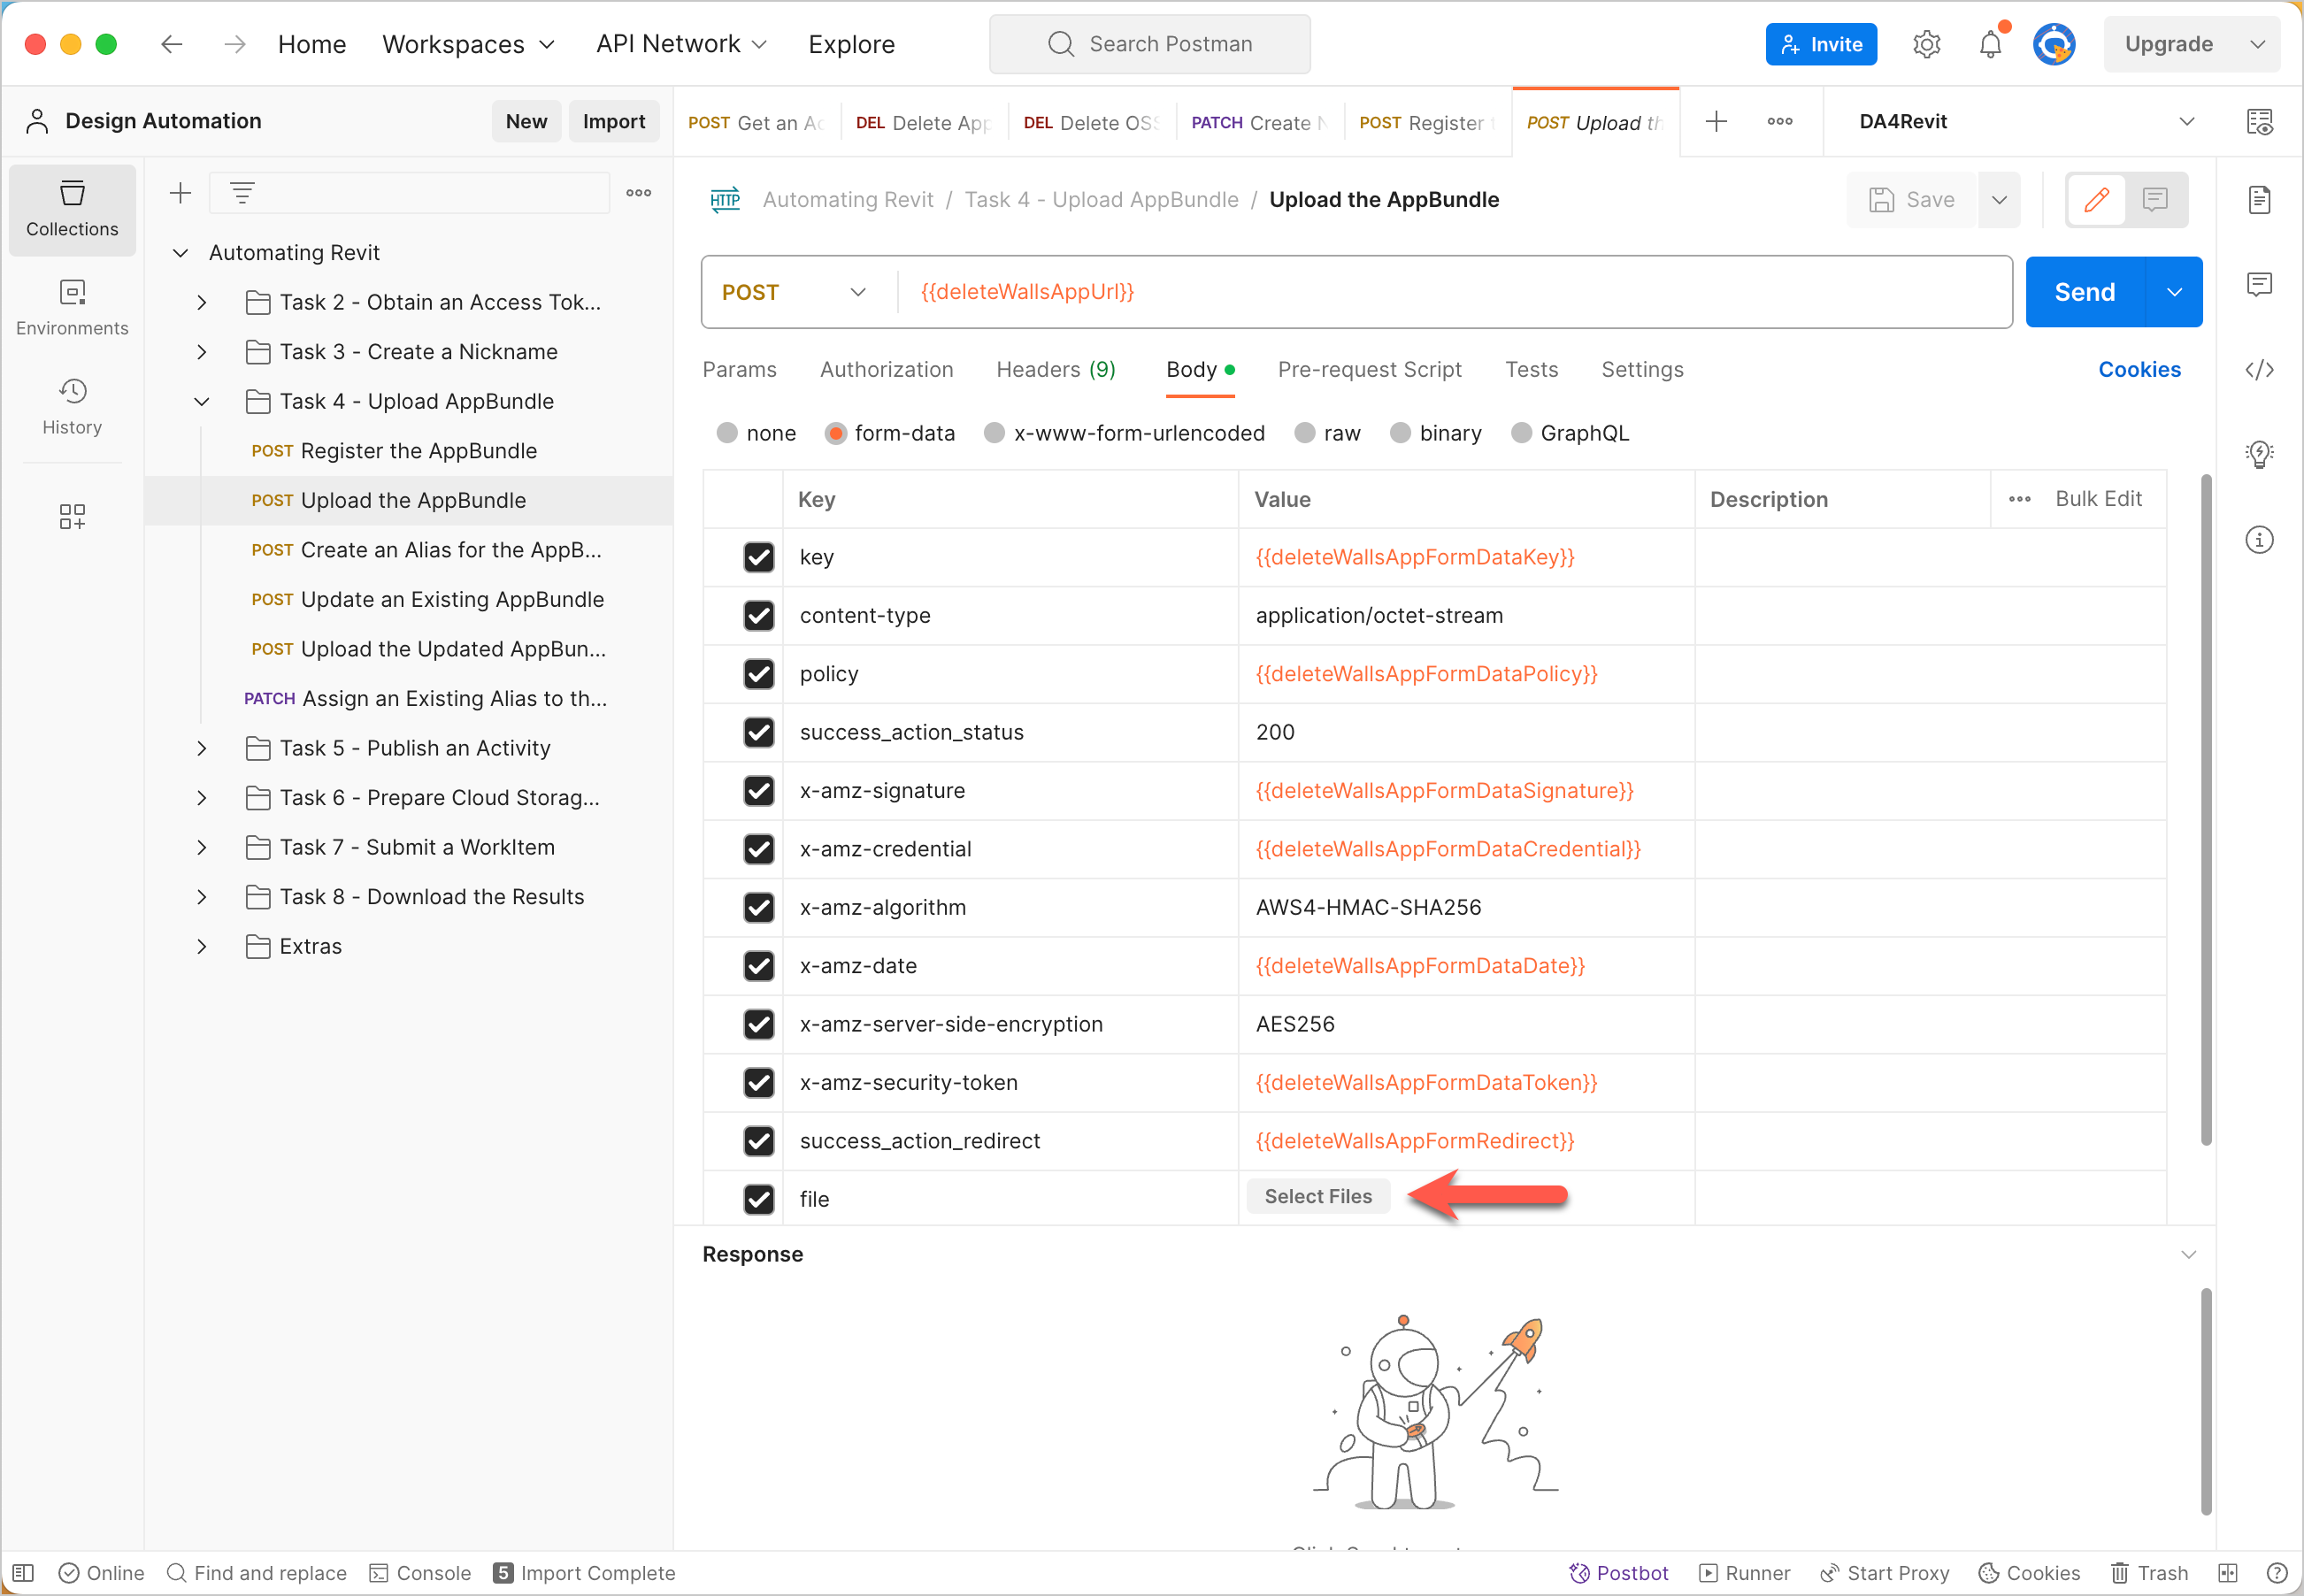 Home Workspaces API Network Explore Search Postman Invite Upgrade
Design Automation New Import
POST Get an Ac DEL Delete App DEL Delete OSS PATCH Create N POST Register t POST Upload th DA4Revit
Collections
Environments
History
Automating Revit
Task 2 - Obtain an Access Tok...
Task 3 - Create a Nickname
Task 4 - Upload AppBundle
POST Register the AppBundle
POST Upload the AppBundle
POST Create an Alias for the AppB...
POST Update an Existing AppBundle
POST Upload the Updated AppBun...
PATCH Assign an Existing Alias to th...
Task 5 - Publish an Activity
Task 6 - Prepare Cloud Storag...
Task 7 - Submit a WorkItem
Task 8 - Download the Results
Extras
HTTP Automating Revit / Task 4 - Upload AppBundle / Upload the AppBundle Save
POST {{deleteWallsAppUrl}} Send
Params Authorization Headers (9) Body Pre-request Script Tests Settings Cookies
none form-data x-www-form-urlencoded raw binary GraphQL
Key Value Description Bulk Edit
key {{deleteWallsAppFormDataKey}}
content-type application/octet-stream
policy {{deleteWallsAppFormDataPolicy}}
success_action_status 200
x-amz-signature {{deleteWallsAppFormDataSignature}}
x-amz-credential {{deleteWallsAppFormDataCredential}}
x-amz-algorithm AWS4-HMAC-SHA256
x-amz-date {{deleteWallsAppFormDataDate}}
x-amz-server-side-encryption AES256
x-amz-security-token {{deleteWallsAppFormDataToken}}
success_action_redirect {{deleteWallsAppFormRedirect}}
file Select Files
Response
Online Find and replace Console 5 Import Complete Postbot Runner Start Proxy Cookies Trash